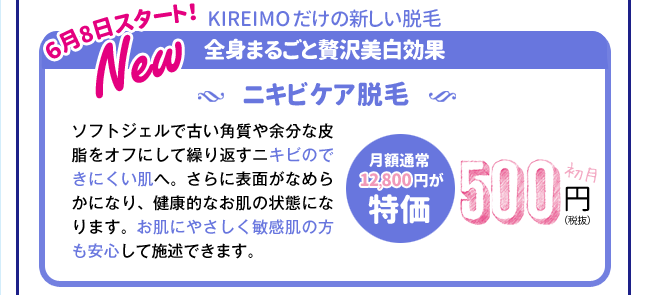 6月8日スタート!
New
KIREIMOだけの新しい脱毛
全身まるごと贅沢美白効果
ニキビケア脱毛
ソフトジェルで古い角質や余分な皮
脂をオフにして繰り返すニキビので
きにくい肌へ。さらに表面がなめら
かになり、健康的なお肌の状態にな
ります。お肌にやさしく敏感肌の方
も安心して施述できます。
月額通常
12,800円が
特価
初月
500円
(税抜)